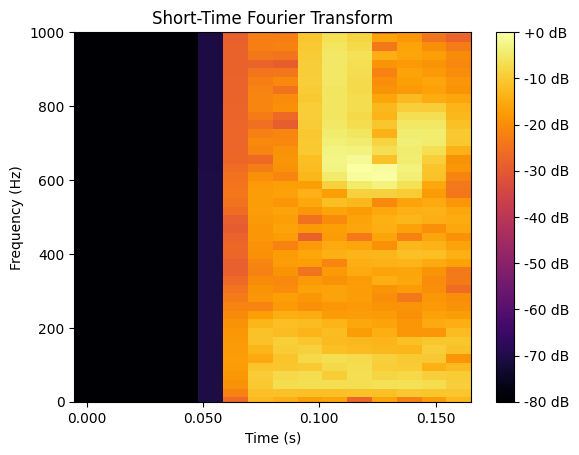 Short-Time Fourier Transform
1000
800
600
400
200
0
Frequency (Hz)
0.000
0.050
0.100
0.150
Time (s)
+0 dB
-10 dB
-20 dB
-30 dB
-40 dB
-50 dB
-60 dB
-70 dB
-80 dB